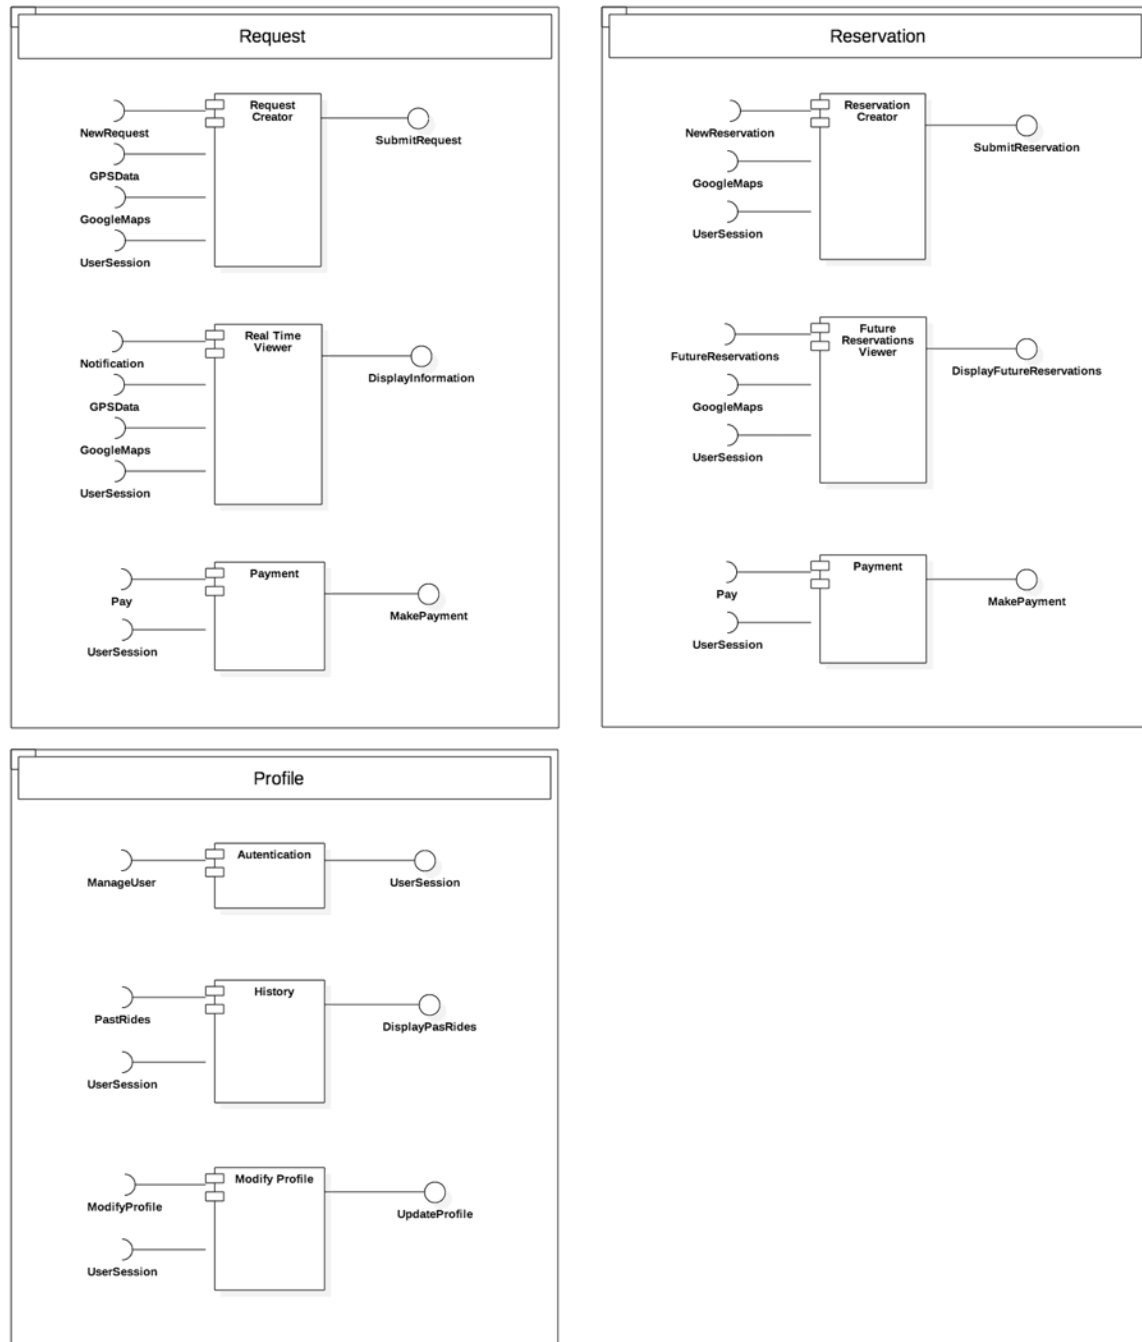 Request
Request
Creator
NewRequest
SubmitRequest
GPSData
GoogleMaps
UserSession
Real Time
Viewer
Notification
DisplayInformation
GPSData
GoogleMaps
UserSession
Payment
Pay
MakePayment
UserSession
Reservation
Reservation
Creator
NewReservation
SubmitReservation
GoogleMaps
UserSession
Future
Reservations
Viewer
FutureReservations
DisplayFutureReservations
GoogleMaps
UserSession
Payment
Pay
MakePayment
UserSession
Profile
Autentication
ManageUser
UserSession
History
PastRides
DisplayPasRides
UserSession
Modify Profile
ModifyProfile
UpdateProfile
UserSession